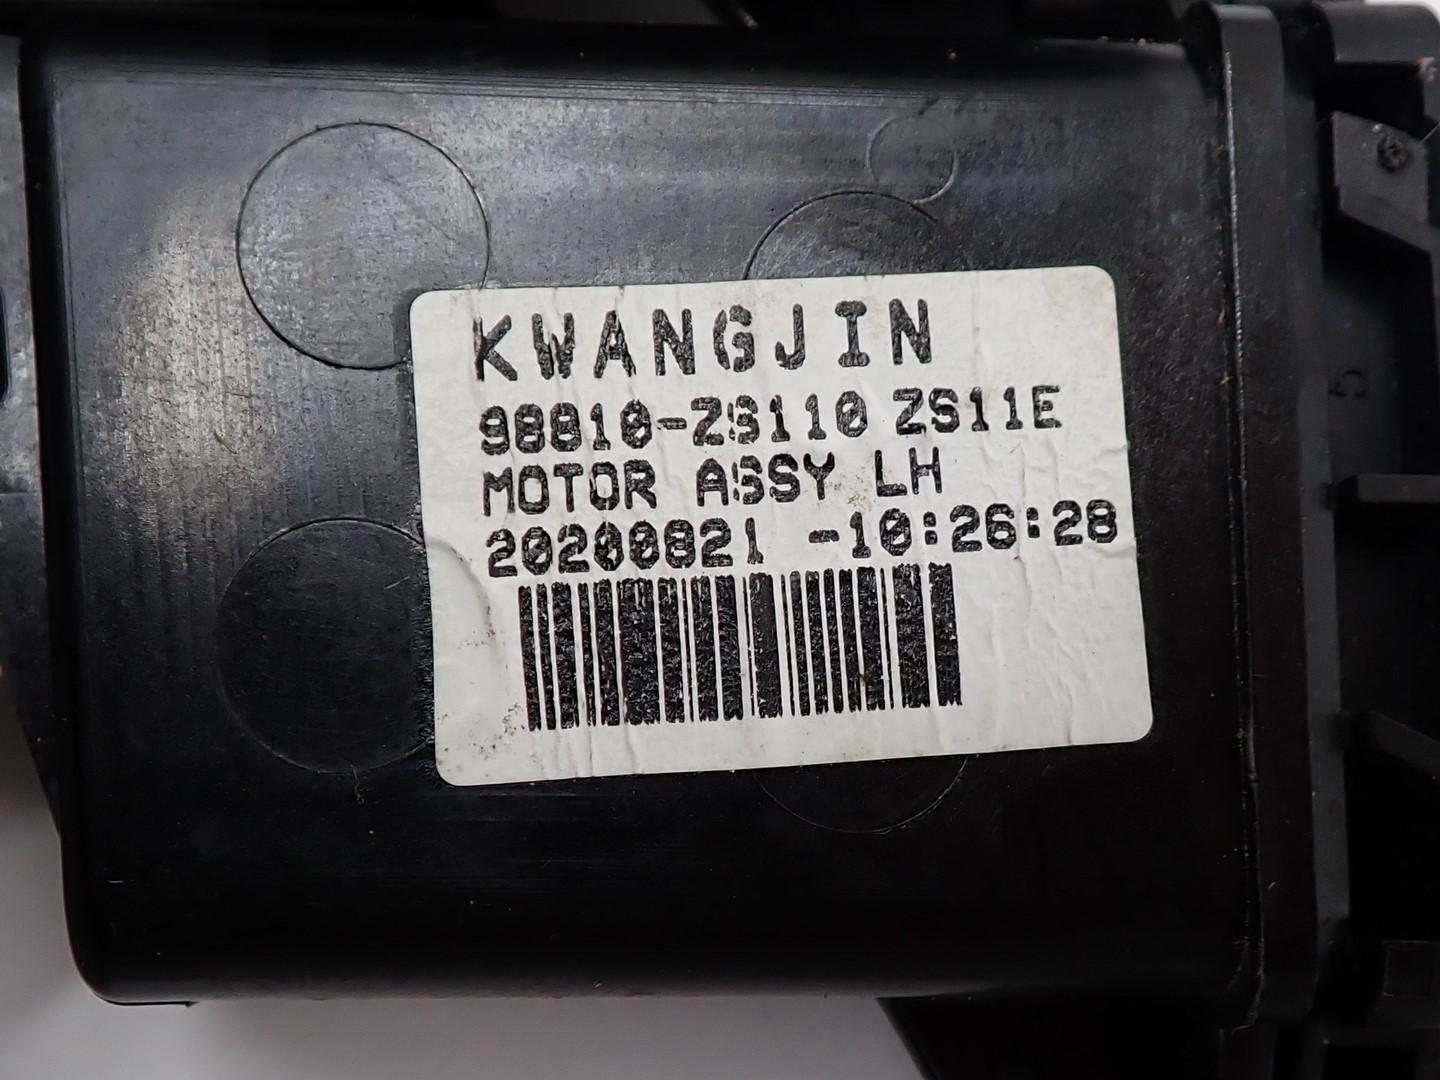 KWANGJIN
98810-ZS110 ZS11E
MOTOR ASSY LH
20200821 -10:26:28